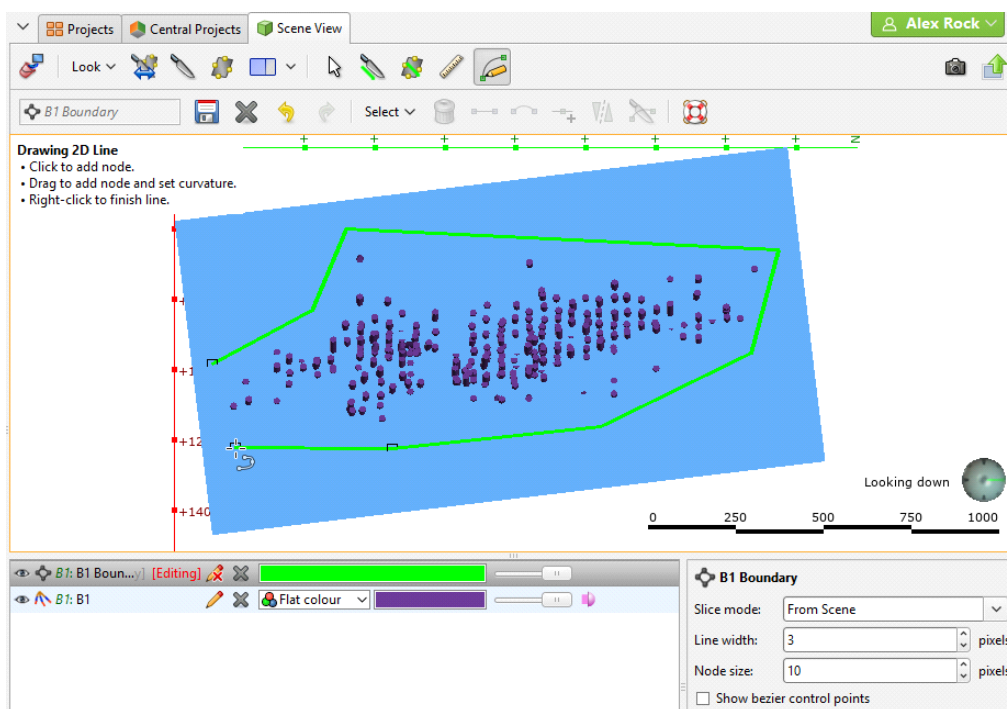 Projects Central Projects Scene View Alex Rock
Look
B1 Boundary Select
Drawing 2D Line
• Click to add node.
• Drag to add node and set curvature.
• Right-click to finish line.
+ + + + + + + + N
+12
+140
Looking down
0 250 500 750 1000
B1: B1 Boun...y] [Editing]
B1: B1 Flat colour
B1 Boundary
Slice mode: From Scene
Line width: 3 pixels
Node size: 10 pixels
Show bezier control points